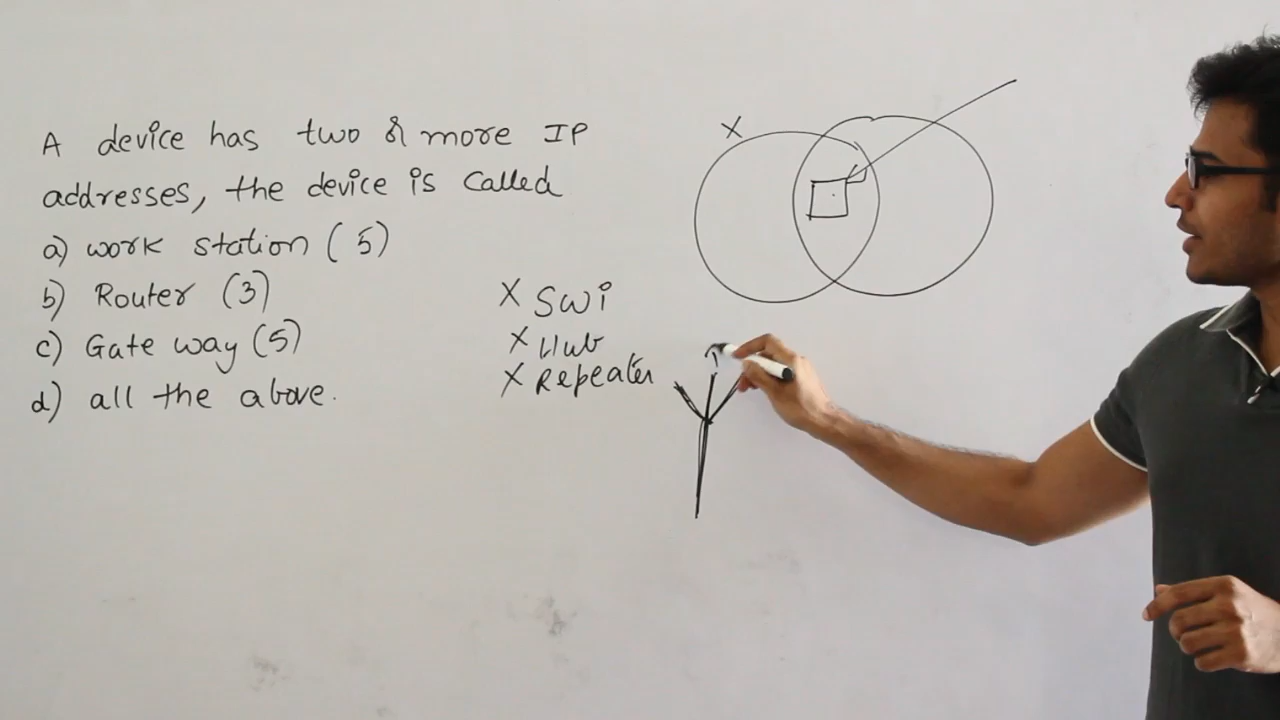 A device has two or more IP
addresses, the device is called
a) work station (5)
b) Router (3)
c) Gate way (5)
d) all the above.
X Swi
X Hub
X Repeater
X